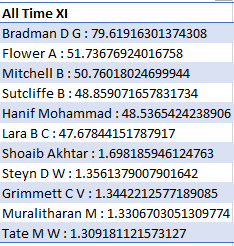 All Time XI
Bradman D G : 79.61916301374308
Flower A : 51.73676924016758
Mitchell B : 50.76018024699944
Sutcliffe B : 48.859071657831734
Hanif Mohammad : 48.5365424238906
Lara B C : 47.67844151787917
Shoaib Akhtar : 1.698185946124763
Steyn D W : 1.3561379007901642
Grimmett C V : 1.3442212577189085
Muralitharan M : 1.3306703051309774
Tate M W : 1.309181121573127